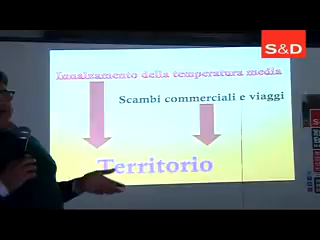 S&D
Innalzamento della temperatura media
Scambi commerciali e viaggi
Territorio